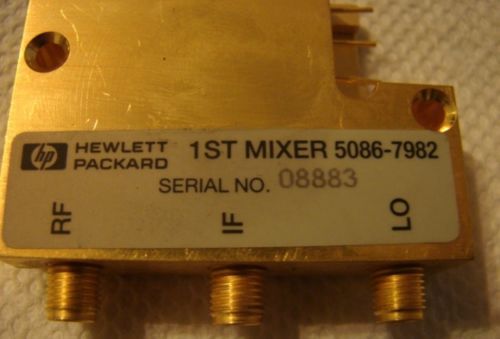 hp HEWLETT PACKARD 1ST MIXER 5086-7982
SERIAL NO. 08883
RF IF LO